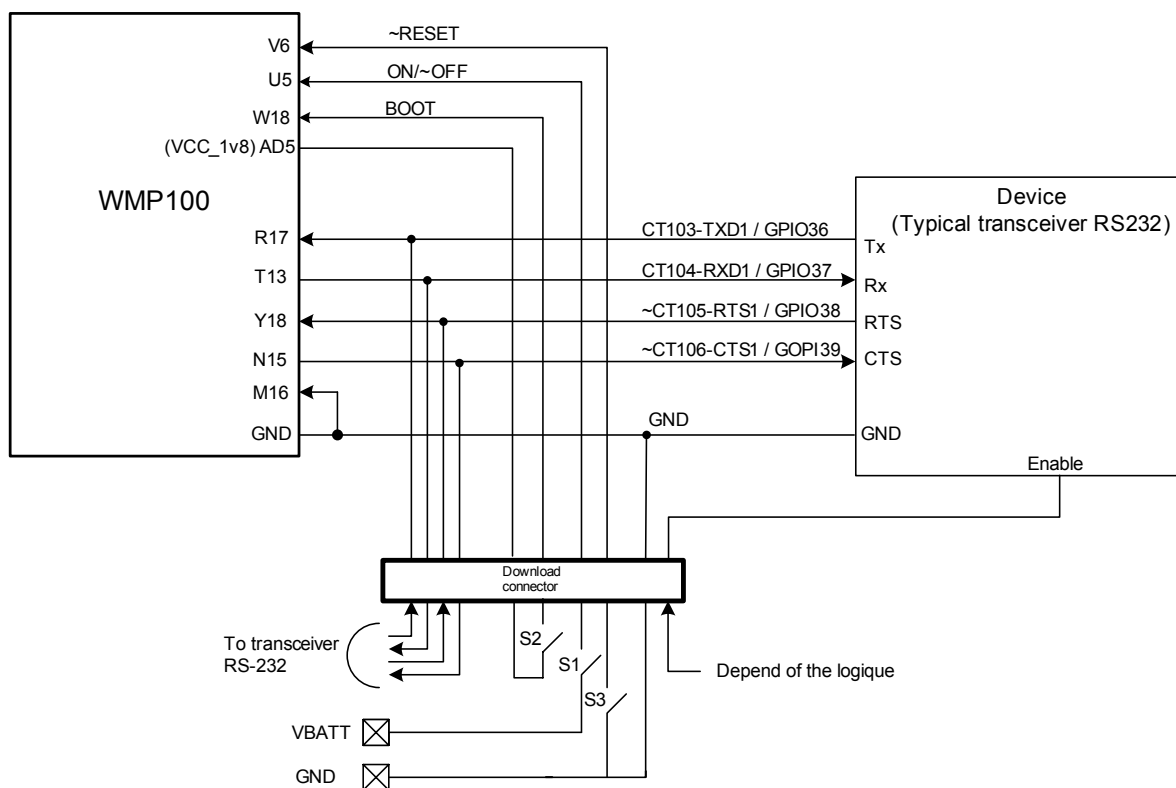 ~RESET
V6
ON/~OFF
U5
BOOT
W18
(VCC_1v8) AD5
WMP100
Device
(Typical transceiver RS232)
R17
CT103-TXD1 / GPIO36
Tx
T13
CT104-RXD1 / GPIO37
Rx
Y18
~CT105-RTS1 / GPIO38
RTS
N15
~CT106-CTS1 / GOPI39
CTS
M16
GND
GND
GND
Enable
Download
connector
To transceiver
RS-232
S2
S1
S3
Depend of the logique
VBATT
GND